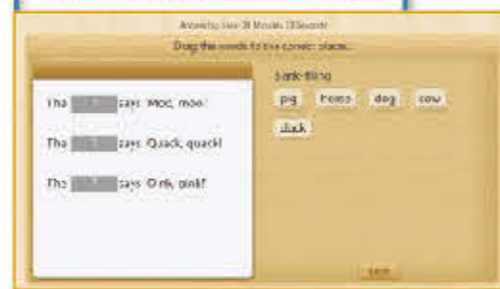 Drag the words to the correct place.
pig horse dog cow
duck
The says Moo, moo!
The says Quack, quack!
The says Oink, oink!